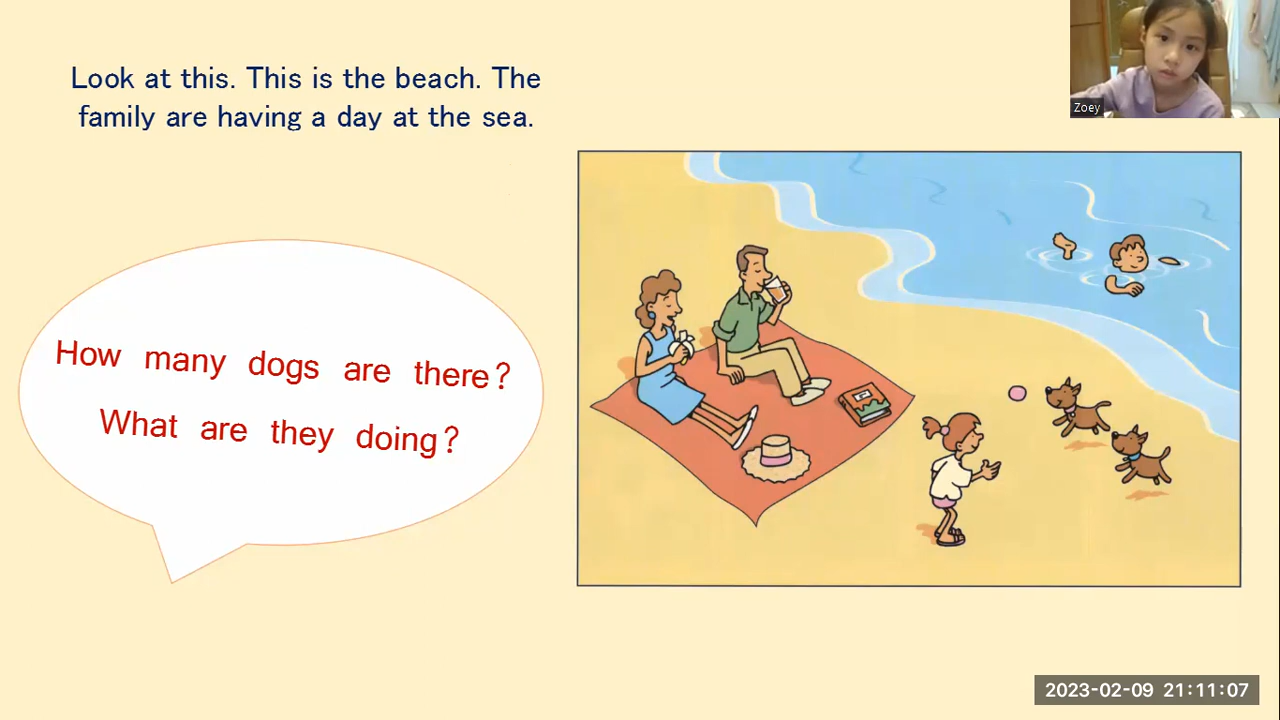 Look at this. This is the beach. The
family are having a day at the sea.
Zoey
How many dogs are there?
What are they doing?
2023-02-09 21:11:07